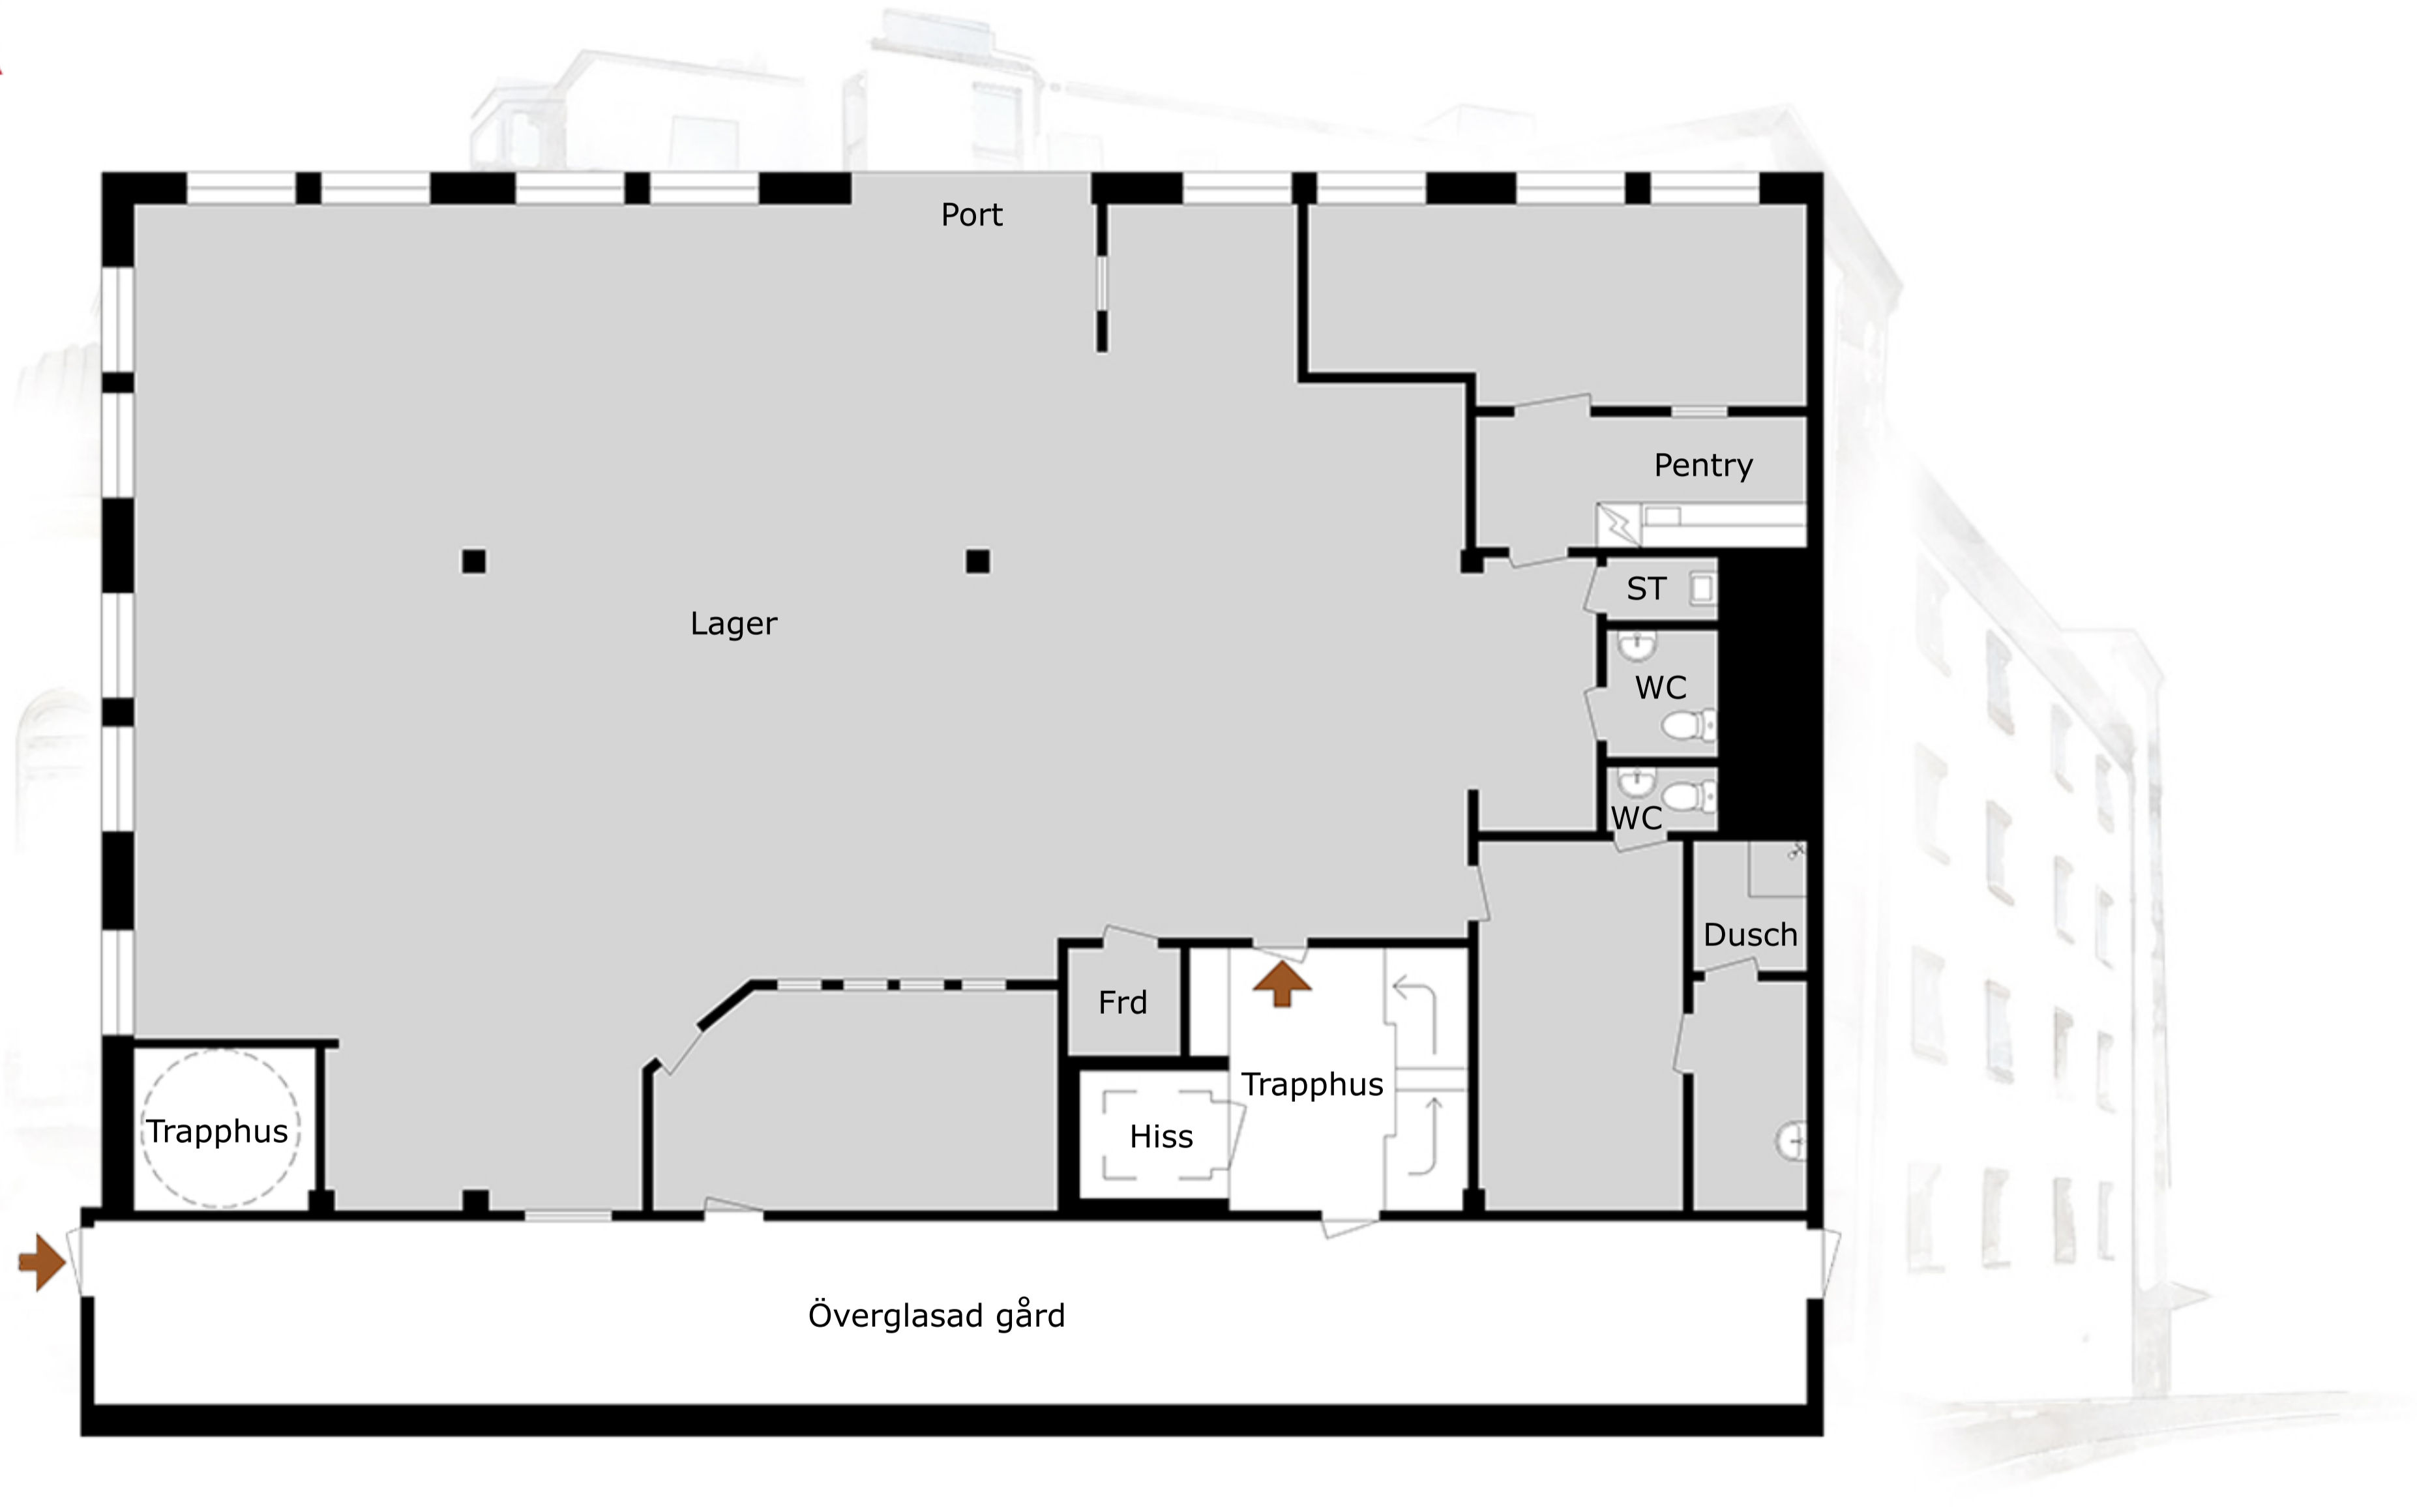 Port
Pentry
ST
Lager
WC
WC
Dusch
Frd
Trapphus
Trapphus
Hiss
Överglasad gård